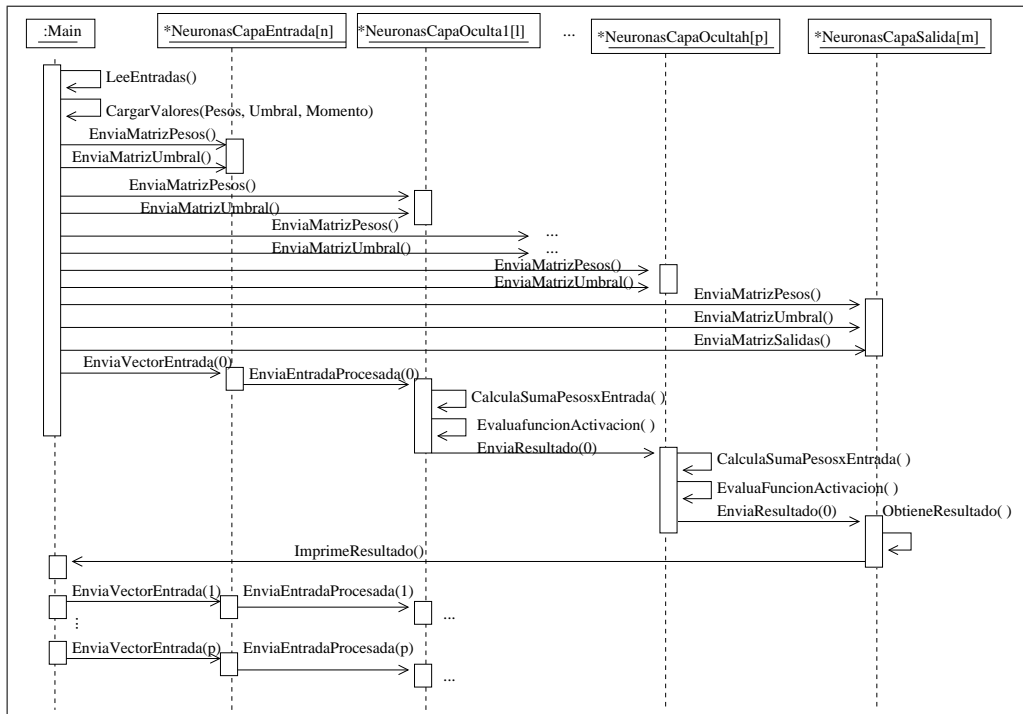 :Main
*NeuronasCapaEntrada[n]
*NeuronasCapaOculta1[l]
...
*NeuronasCapaOcultah[p]
*NeuronasCapaSalida[m]
LeeEntradas()
CargarValores(Pesos, Umbral, Momento)
EnviaMatrizPesos()
EnviaMatrizUmbral()
EnviaMatrizPesos()
EnviaMatrizUmbral()
EnviaMatrizPesos()
...
EnviaMatrizUmbral()
...
EnviaMatrizPesos()
EnviaMatrizUmbral()
EnviaMatrizPesos()
EnviaMatrizUmbral()
EnviaMatrizSalidas()
EnviaVectorEntrada(0)
EnviaEntradaProcesada(0)
CalculaSumaPesosxEntrada( )
EvaluafuncionActivacion( )
EnviaResultado(0)
CalculaSumaPesosxEntrada( )
EvaluaFuncionActivacion( )
EnviaResultado(0)
ObtieneResultado( )
ImprimeResultado()
EnviaVectorEntrada(1)
EnviaEntradaProcesada(1)
...
...
EnviaVectorEntrada(p)
EnviaEntradaProcesada(p)
...